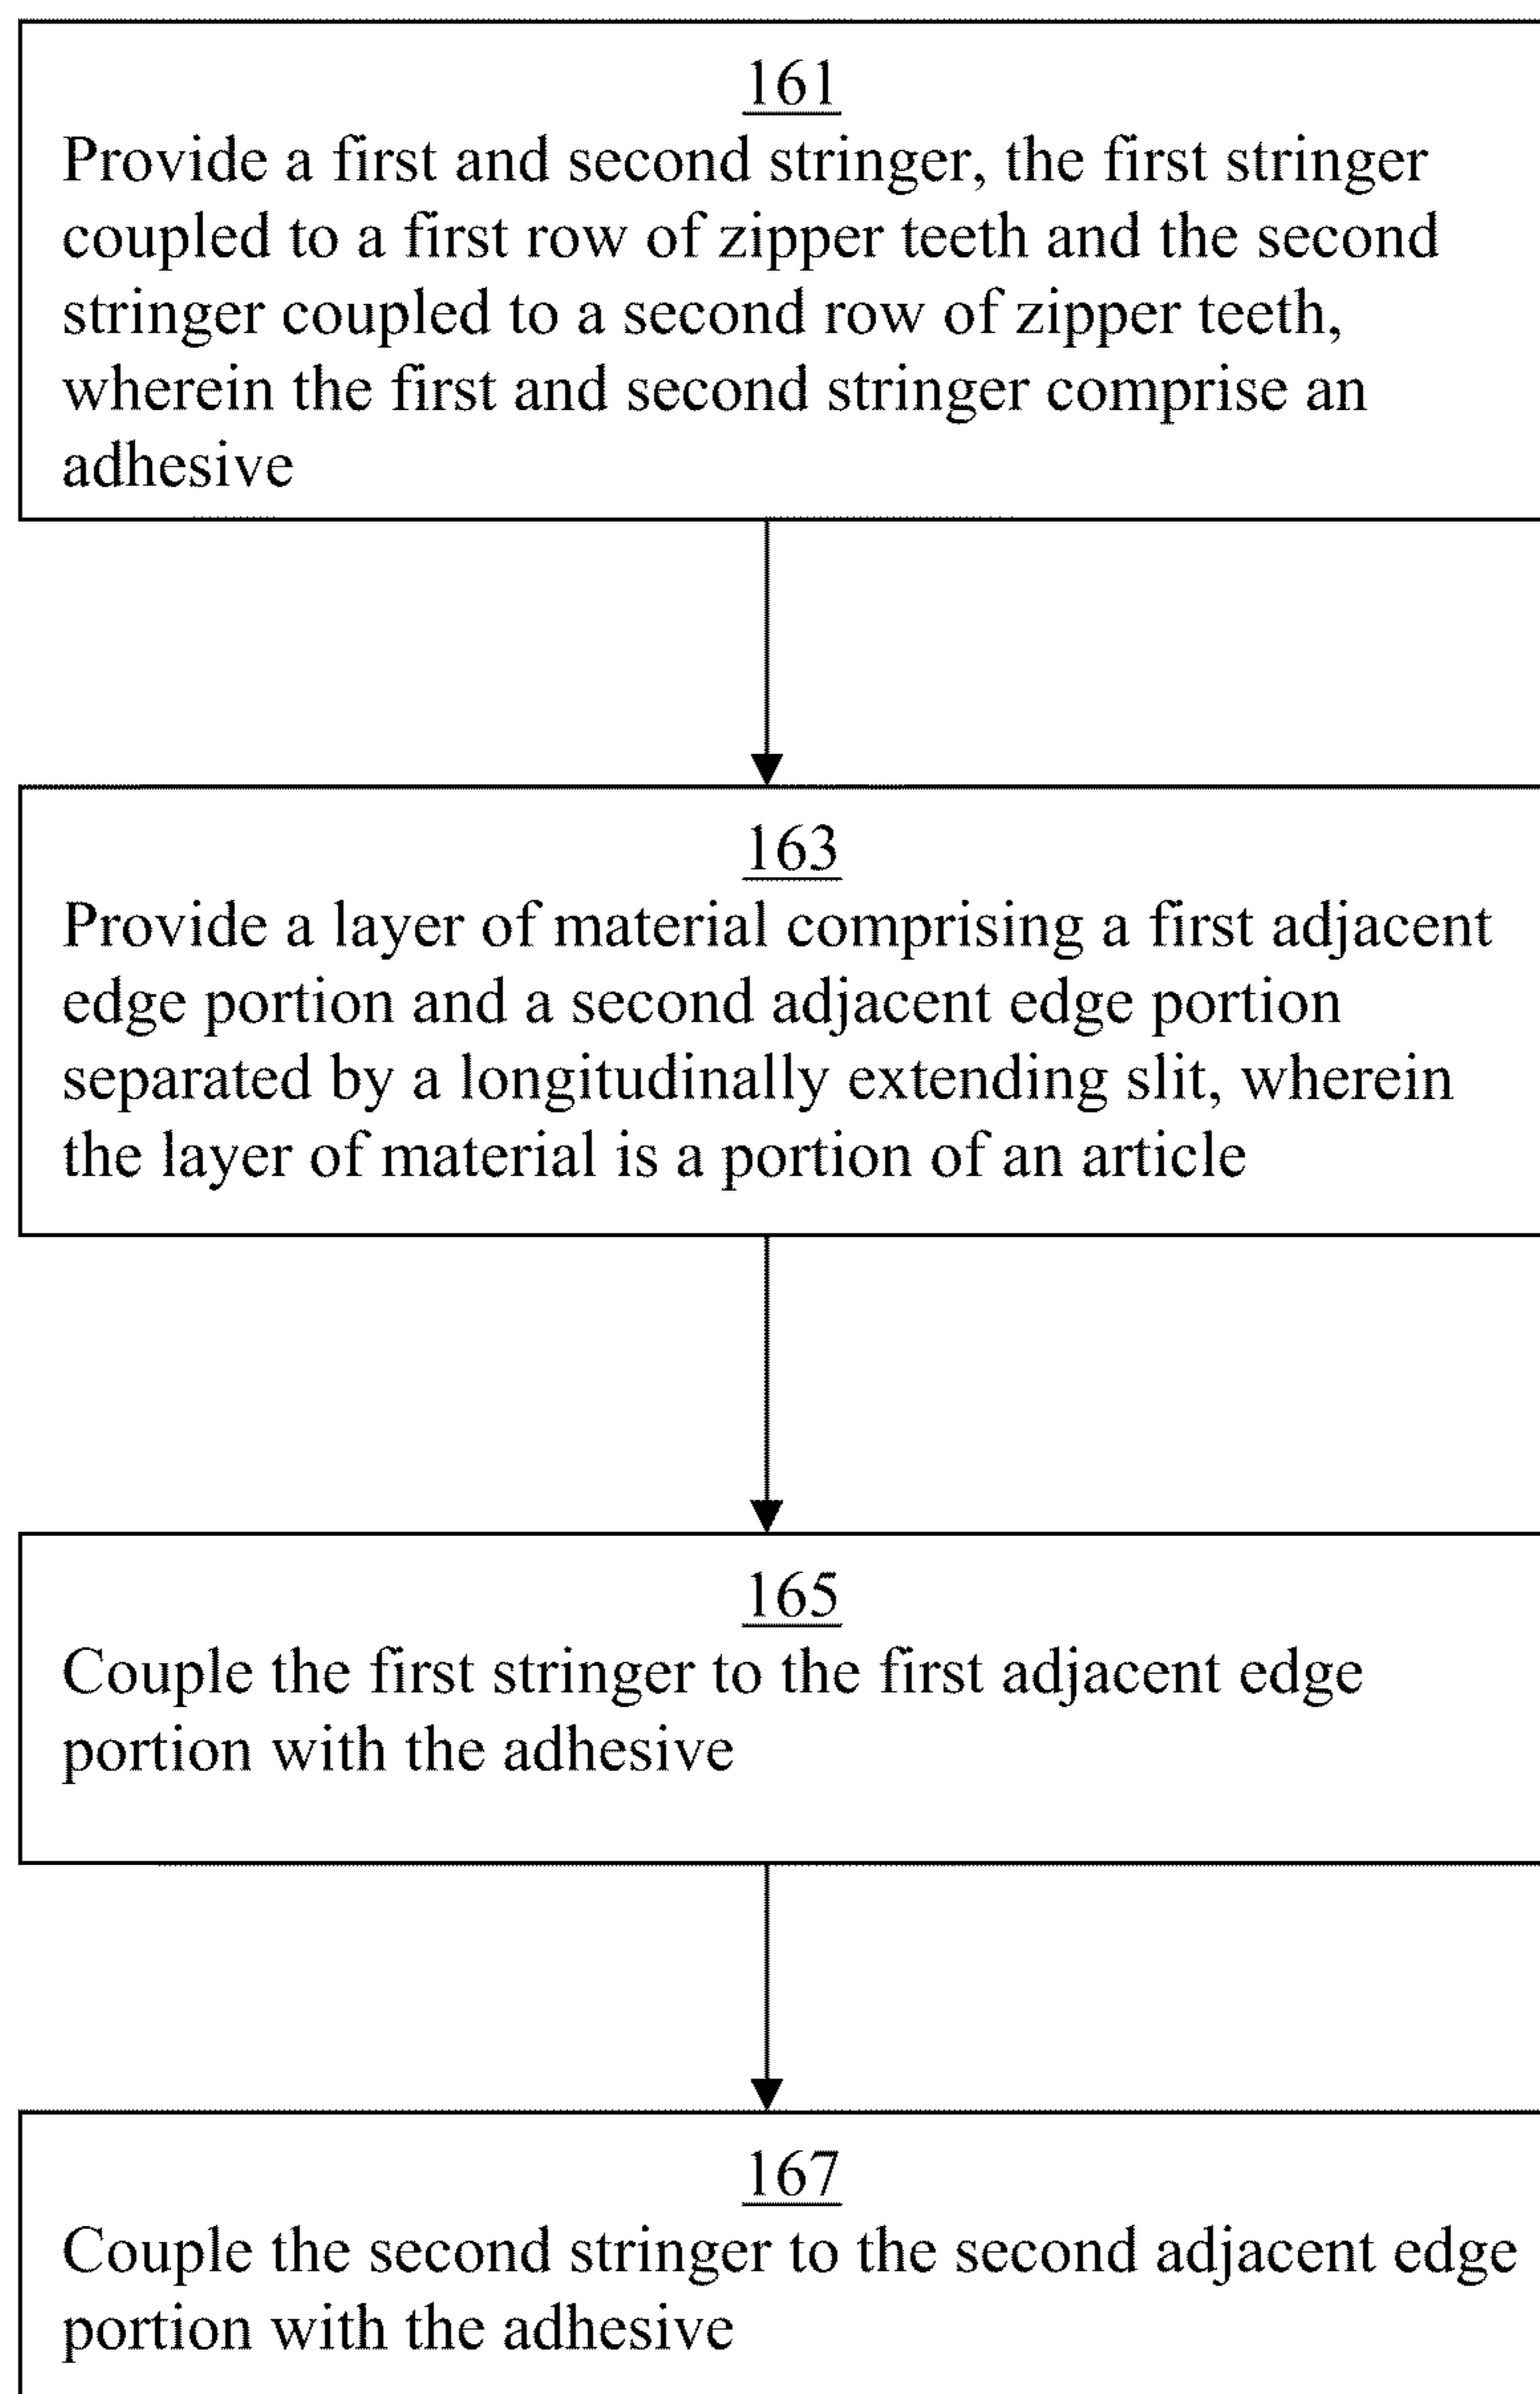 161
Provide a first and second stringer, the first stringer
coupled to a first row of zipper teeth and the second
stringer coupled to a second row of zipper teeth,
wherein the first and second stringer comprise an
adhesive
163
Provide a layer of material comprising a first adjacent
edge portion and a second adjacent edge portion
separated by a longitudinally extending slit, wherein
the layer of material is a portion of an article
165
Couple the first stringer to the first adjacent edge
portion with the adhesive
167
Couple the second stringer to the second adjacent edge
portion with the adhesive